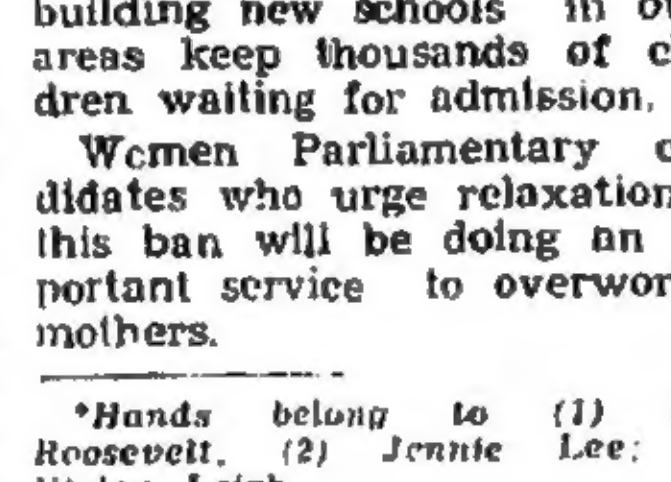 building new schools in
areas keep thousands of
dren waiting for admission.
Women Parliamentary
didates who urge relaxation
this ban will be doing an
portant service to overwor
mothers.
*Hands belong to (1)
Roosevelt, (2) Jennie Lee;